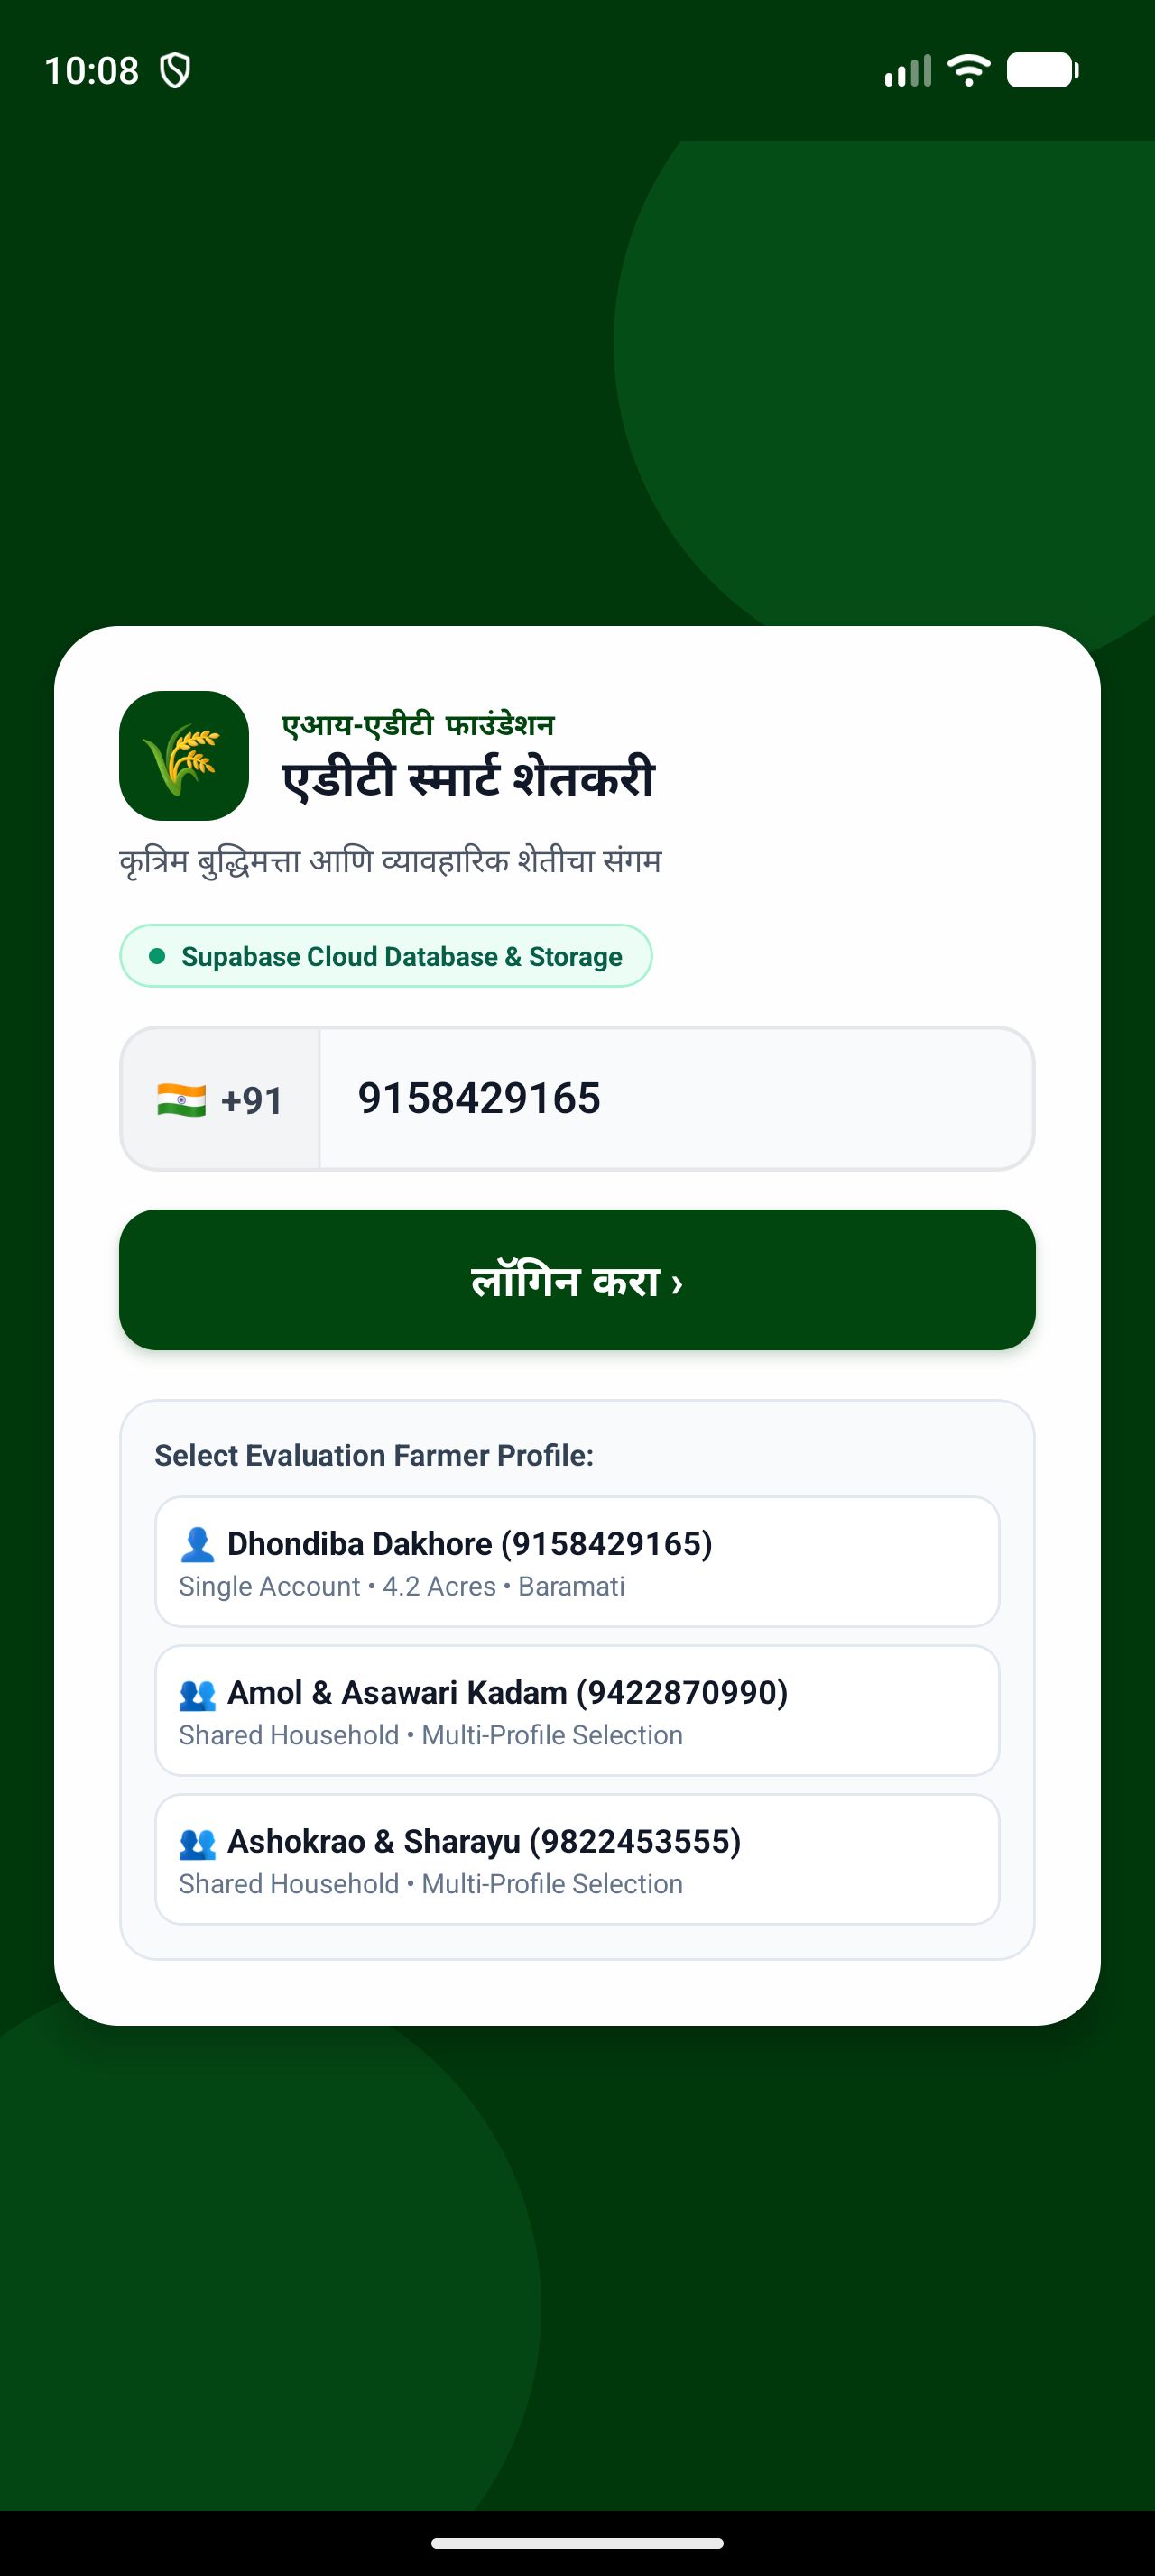 10:08
एआय-एडीटी फाउंडेशन
एडीटी स्मार्ट शेतकरी
कृत्रिम बुद्धिमत्ता आणि व्यावहारिक शेतीचा संगम
Supabase Cloud Database & Storage
+91 9158429165
लॉगिन करा ›
Select Evaluation Farmer Profile:
Dhondiba Dakhore (9158429165)
Single Account • 4.2 Acres • Baramati
Amol & Asawari Kadam (9422870990)
Shared Household • Multi-Profile Selection
Ashokrao & Sharayu (9822453555)
Shared Household • Multi-Profile Selection